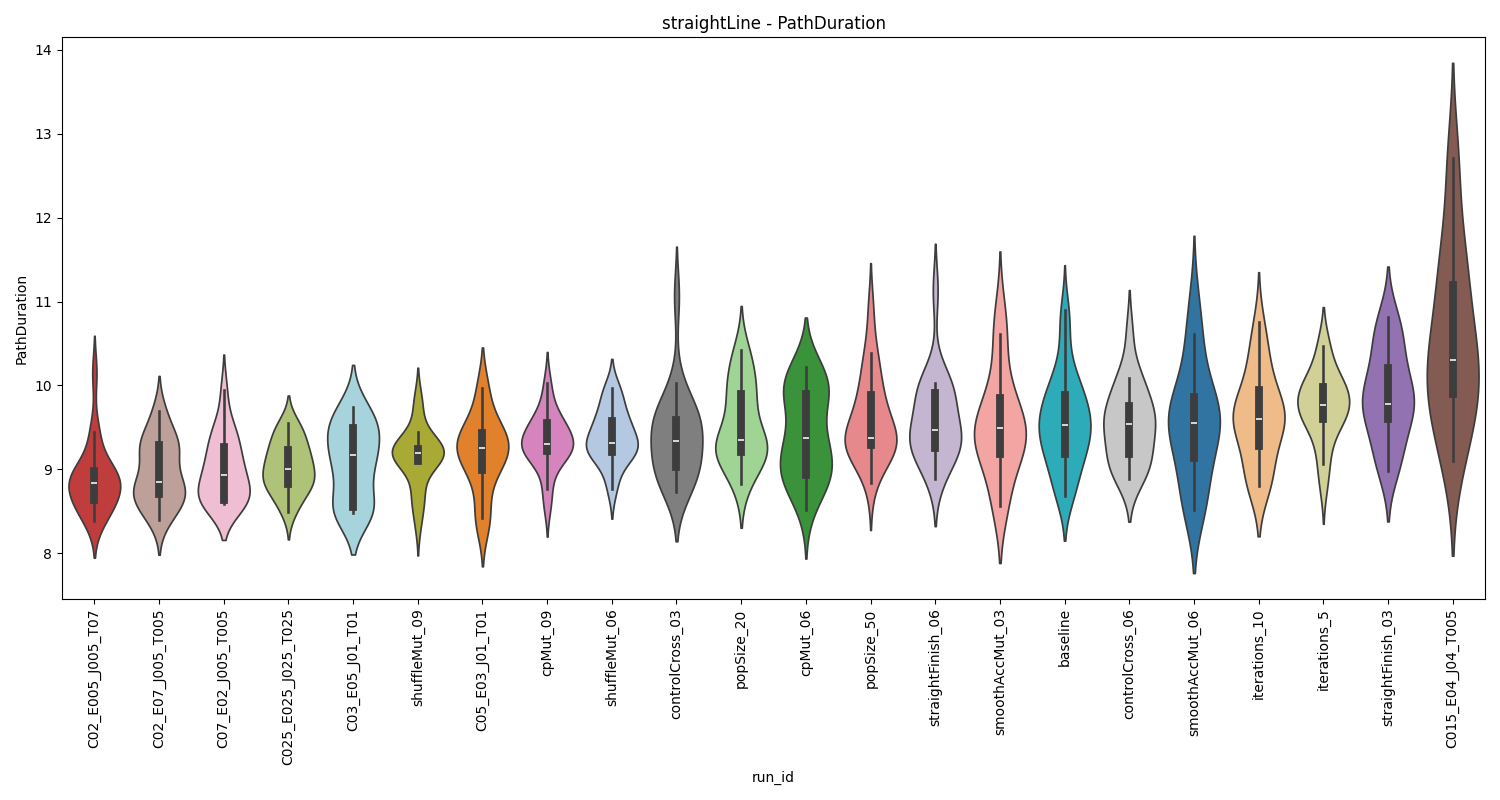 straightLine - PathDuration
PathDuration
14
13
12
11
10
9
8
C02_E005_J005_T07
C02_E07_J005_T005
C07_E02_J005_T005
C025_E025_J025_T025
C03_E05_J01_T01
shuffleMut_09
C05_E03_J01_T01
cpMut_09
shuffleMut_06
controlCross_03
popSize_20
cpMut_06
popSize_50
straightFinish_06
smoothAccMut_03
baseline
controlCross_06
smoothAccMut_06
iterations_10
iterations_5
straightFinish_03
C015_E04_J04_T005
run_id